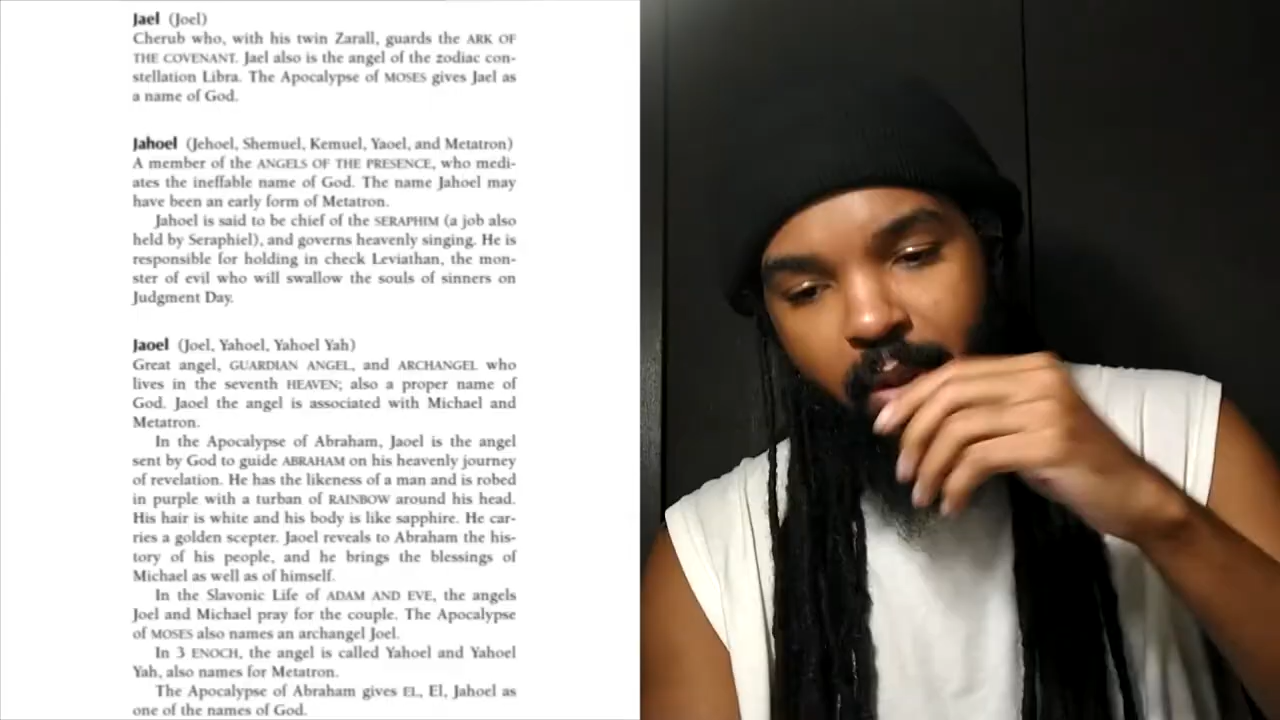 Jael (Joel)
Cherub who, with his twin Zarall, guards the ARK OF
THE COVENANT. Jael also is the angel of the zodiac con-
stellation Libra. The Apocalypse of MOSES gives Jael as
a name of God.
Jahoel (Jehoel, Shemuel, Kemuel, Yaoel, and Metatron)
A member of the ANGELS OF THE PRESENCE, who medi-
ates the ineffable name of God. The name Jahoel may
have been an early form of Metatron.
Jahoel is said to be chief of the SERAPHIM (a job also
held by Seraphiel), and governs heavenly singing. He is
responsible for holding in check Leviathan, the mon-
ster of evil who will swallow the souls of sinners on
Judgment Day.
Jaoel (Joel, Yahoel, Yahoel Yah)
Great angel, GUARDIAN ANGEL, and ARCHANGEL who
lives in the seventh HEAVEN; also a proper name of
God. Jaoel the angel is associated with Michael and
Metatron.
In the Apocalypse of Abraham, Jaoel is the angel
sent by God to guide ABRAHAM on his heavenly journey
of revelation. He has the likeness of a man and is robed
in purple with a turban of RAINBOW around his head.
His hair is white and his body is like sapphire. He car-
ries a golden scepter. Jaoel reveals to Abraham the his-
tory of his people, and he brings the blessings of
Michael as well as of himself.
In the Slavonic Life of ADAM AND EVE, the angels
Joel and Michael pray for the couple. The Apocalypse
of MOSES also names an archangel Joel.
In 3 ENOCH, the angel is called Yahoel and Yahoel
Yah, also names for Metatron.
The Apocalypse of Abraham gives EL, El, Jahoel as
one of the names of God.